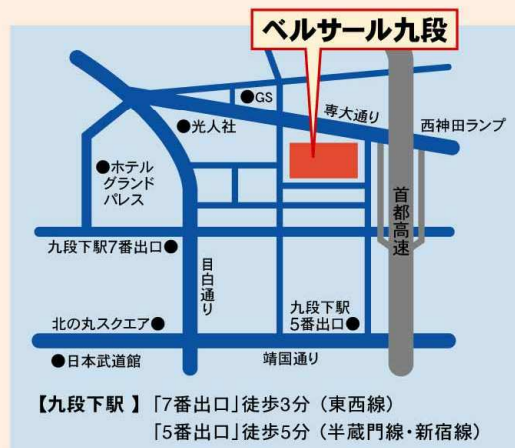 ベルサール九段
●GS
専大通り
●光人社
西神田ランプ
●ホテル
グランド
パレス
首都高速
九段下駅7番出口●
目白通り
九段下駅
5番出口●
北の丸スクエア●
●日本武道館
靖国通り
【九段下駅】「7番出口」徒歩3分（東西線）
「5番出口」徒歩5分（半蔵門線・新宿線）